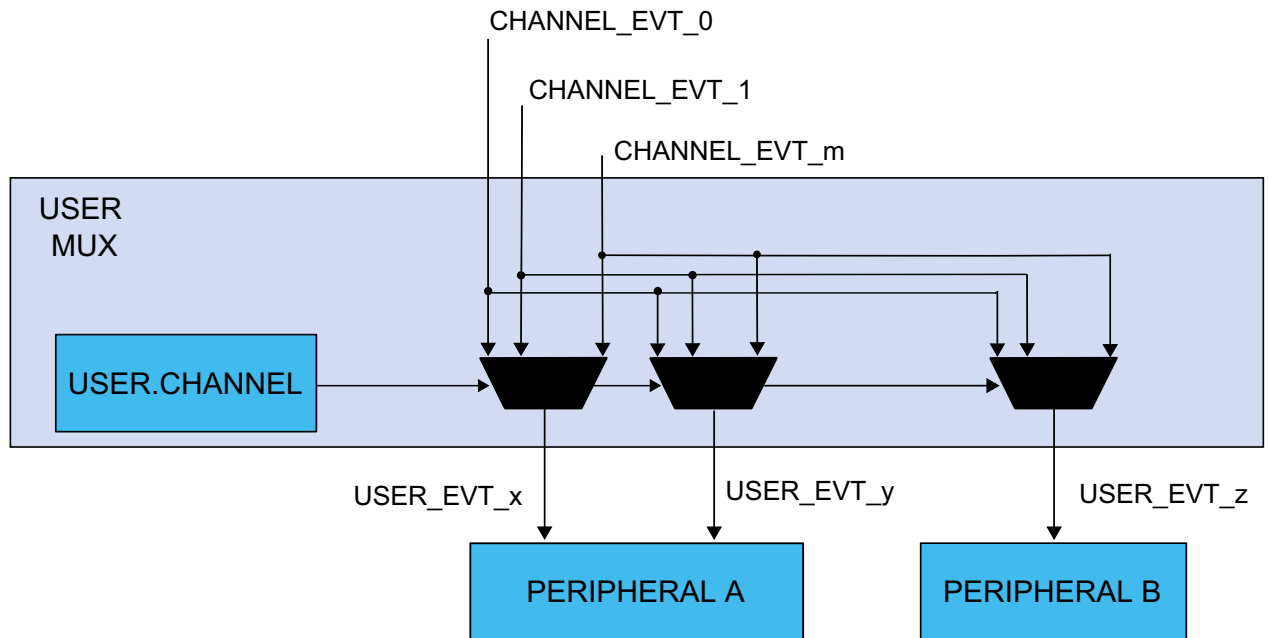 CHANNEL_EVT_0
CHANNEL_EVT_1
CHANNEL_EVT_m
USER
MUX
USER.CHANNEL
USER_EVT_x
USER_EVT_y
USER_EVT_z
PERIPHERAL A
PERIPHERAL B